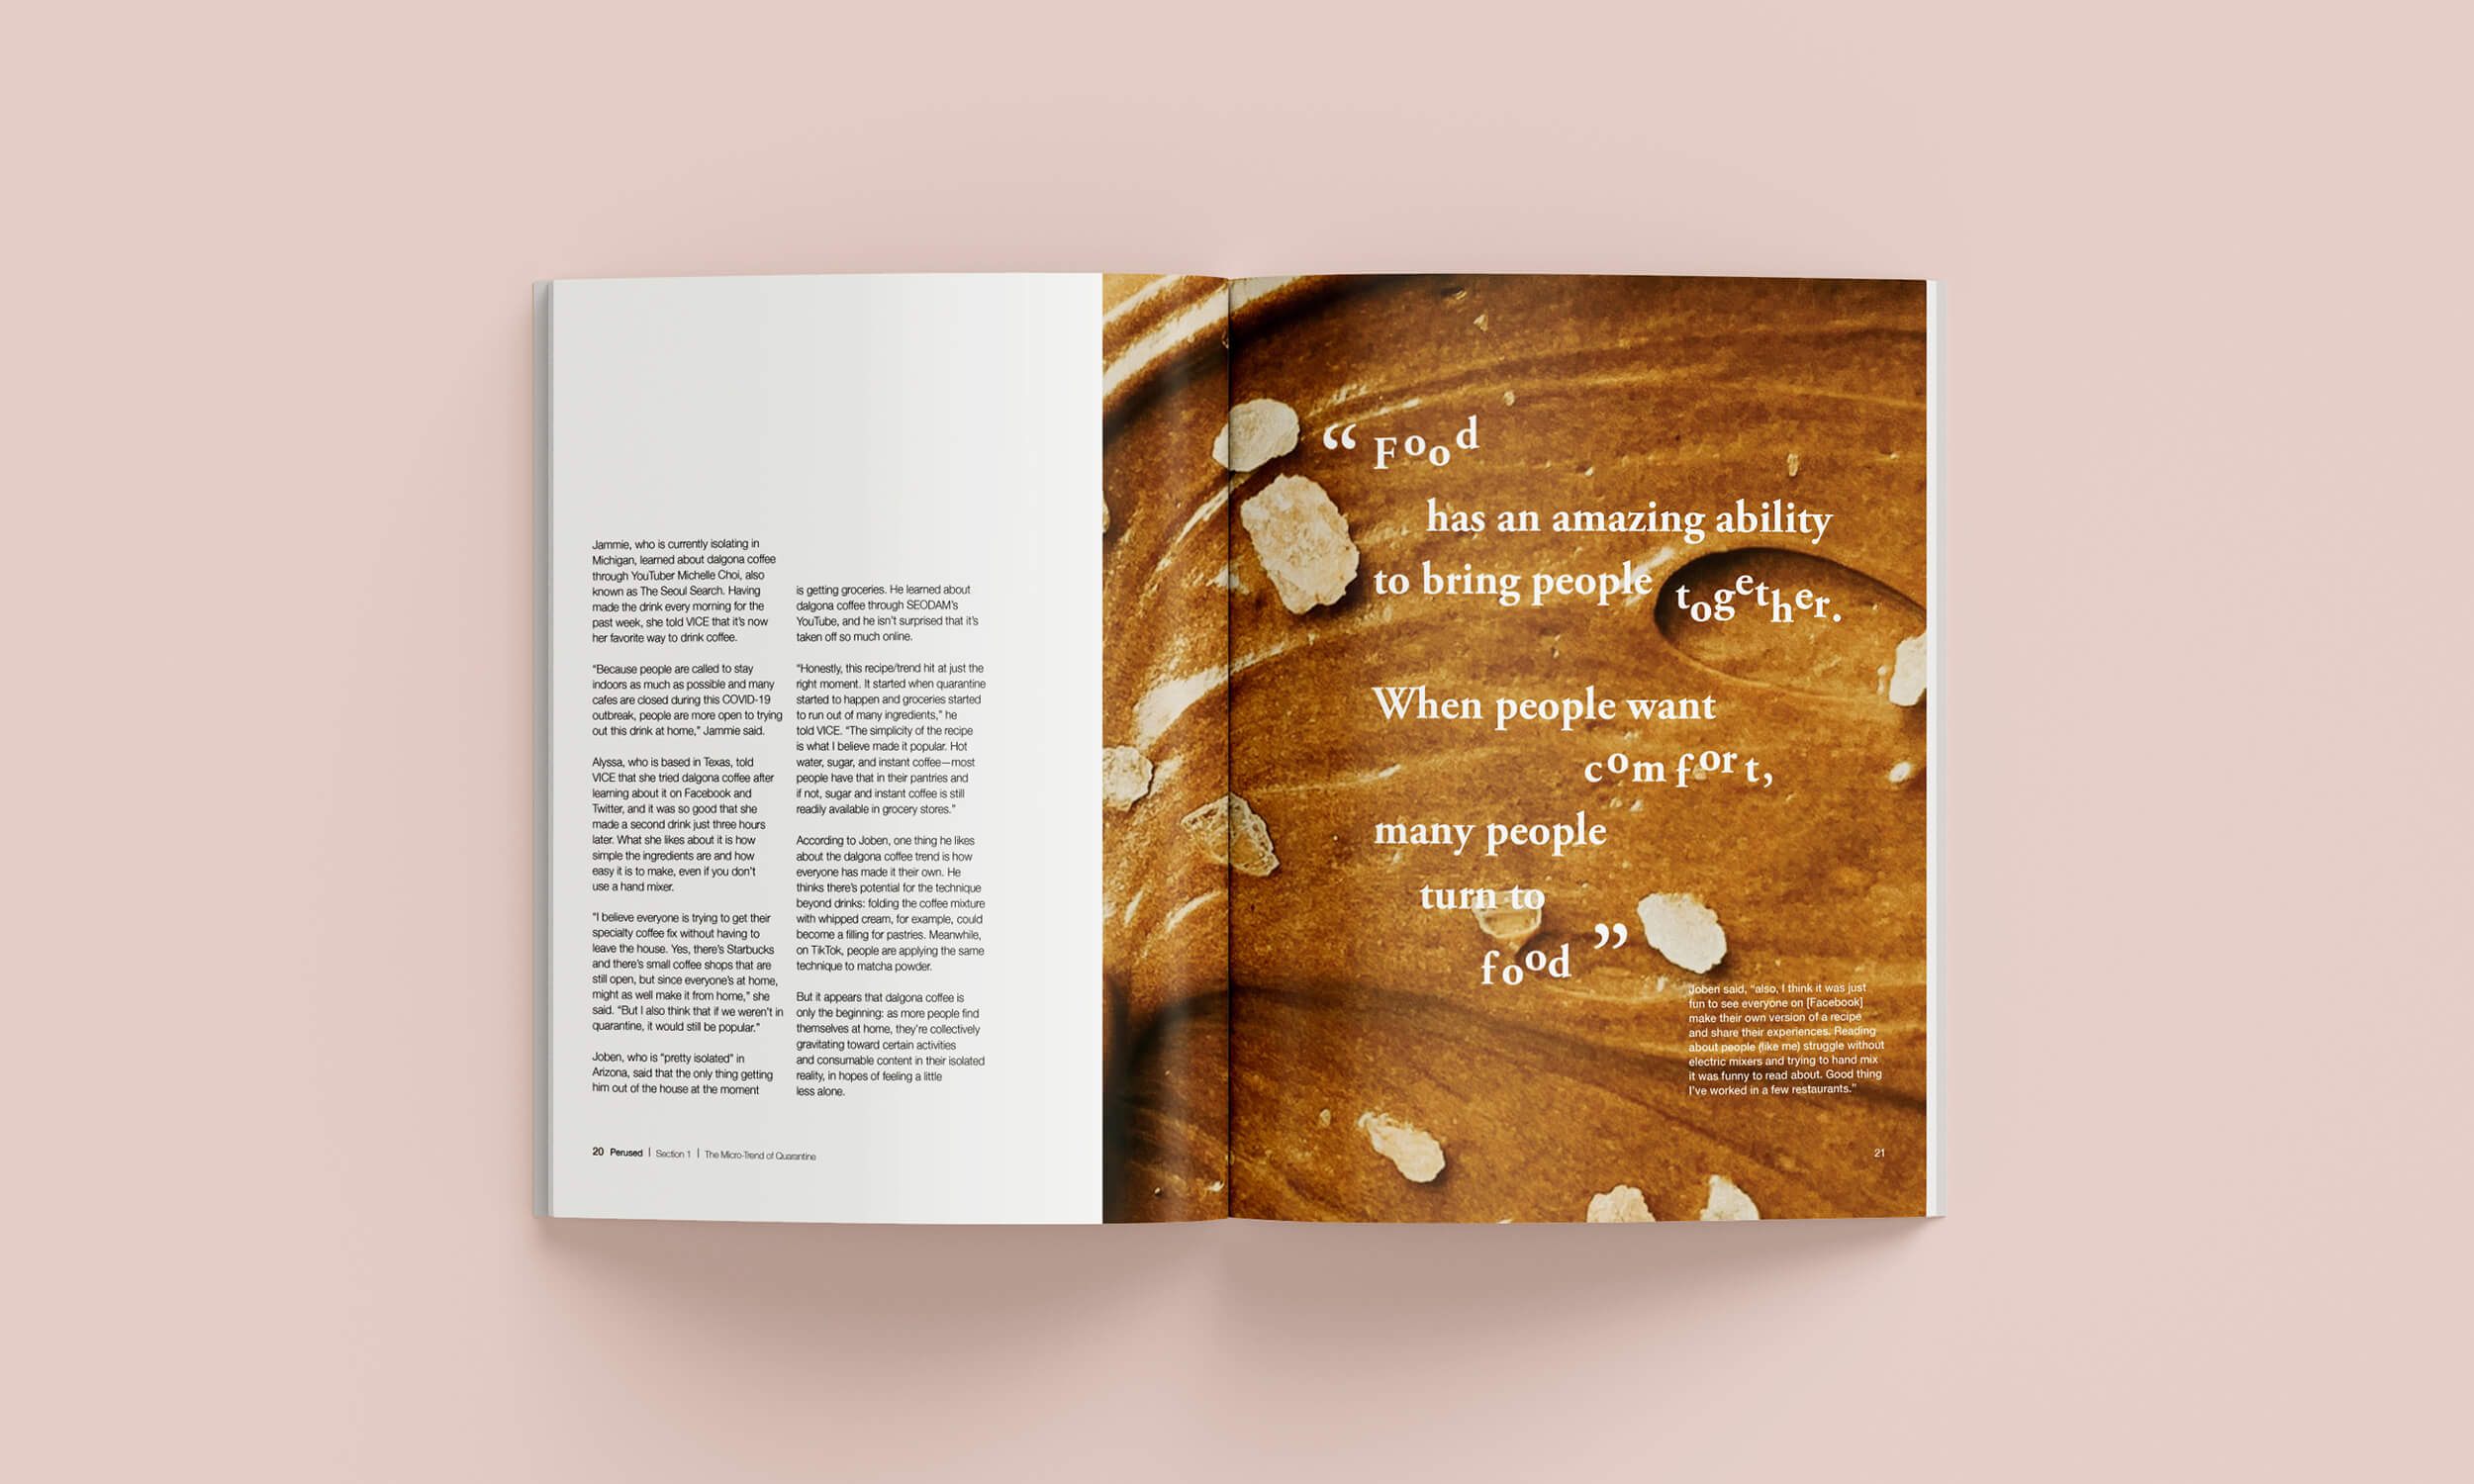 Jammie, who is currently isolating in
Michigan, learned about dalgona coffee
through YouTuber Michelle Choi, also
known as The Seoul Search. Having
made the drink every morning for the
past week, she told VICE that it's now
her favorite way to drink coffee.
“Because people are called to stay
indoors as much as possible and many
cafes are closed during this COVID-19
outbreak, people are more open to trying
out this drink at home,” Jammie said.
Alyssa, who is based in Texas, told
VICE that she tried dalgona coffee after
learning about it on Facebook and
Twitter, and it was so good that she
made a second drink just three hours
later. What she likes about it is how
simple the ingredients are and how
easy it is to make, even if you don't
use a hand mixer.
“I believe everyone is trying to get their
specialty coffee fix without having to
leave the house. Yes, there's Starbucks
and there's small coffee shops that are
still open, but since everyone's at home,
might as well make it from home,” she
said. “But I also think that if we weren't in
quarantine, it would still be popular.”
Joben, who is “pretty isolated” in
Arizona, said that the only thing getting
him out of the house at the moment
is getting groceries. He learned about
dalgona coffee through SEODAM's
YouTube, and he isn't surprised that it's
taken off so much online.
“Honestly, this recipe/trend hit at just the
right moment. It started when quarantine
started to happen and groceries started
to run out of many ingredients,” he
told VICE. “The simplicity of the recipe
is what I believe made it popular. Hot
water, sugar, and instant coffee—most
people have that in their pantries and
if not, sugar and instant coffee is still
readily available in grocery stores.”
According to Joben, one thing he likes
about the dalgona coffee trend is how
everyone has made it their own. He
thinks there's potential for the technique
beyond drinks: folding the coffee mixture
with whipped cream, for example, could
become a filling for pastries. Meanwhile,
on TikTok, people are applying the same
technique to matcha powder.
But it appears that dalgona coffee is
only the beginning: as more people find
themselves at home, they're collectively
gravitating toward certain activities
and consumable content in their isolated
reality, in hopes of feeling a little
less alone.
20 Perused | Section 1 | The Micro-Trend of Quarantine
“ Food
has an amazing ability
to bring people together.
When people want
comfort,
many people
turn to
food ”
Joben said, “also, I think it was just
fun to see everyone on [Facebook]
make their own version of a recipe
and share their experiences. Reading
about people (like me) struggle without
electric mixers and trying to hand mix
it was funny to read about. Good thing
I've worked in a few restaurants.”
21